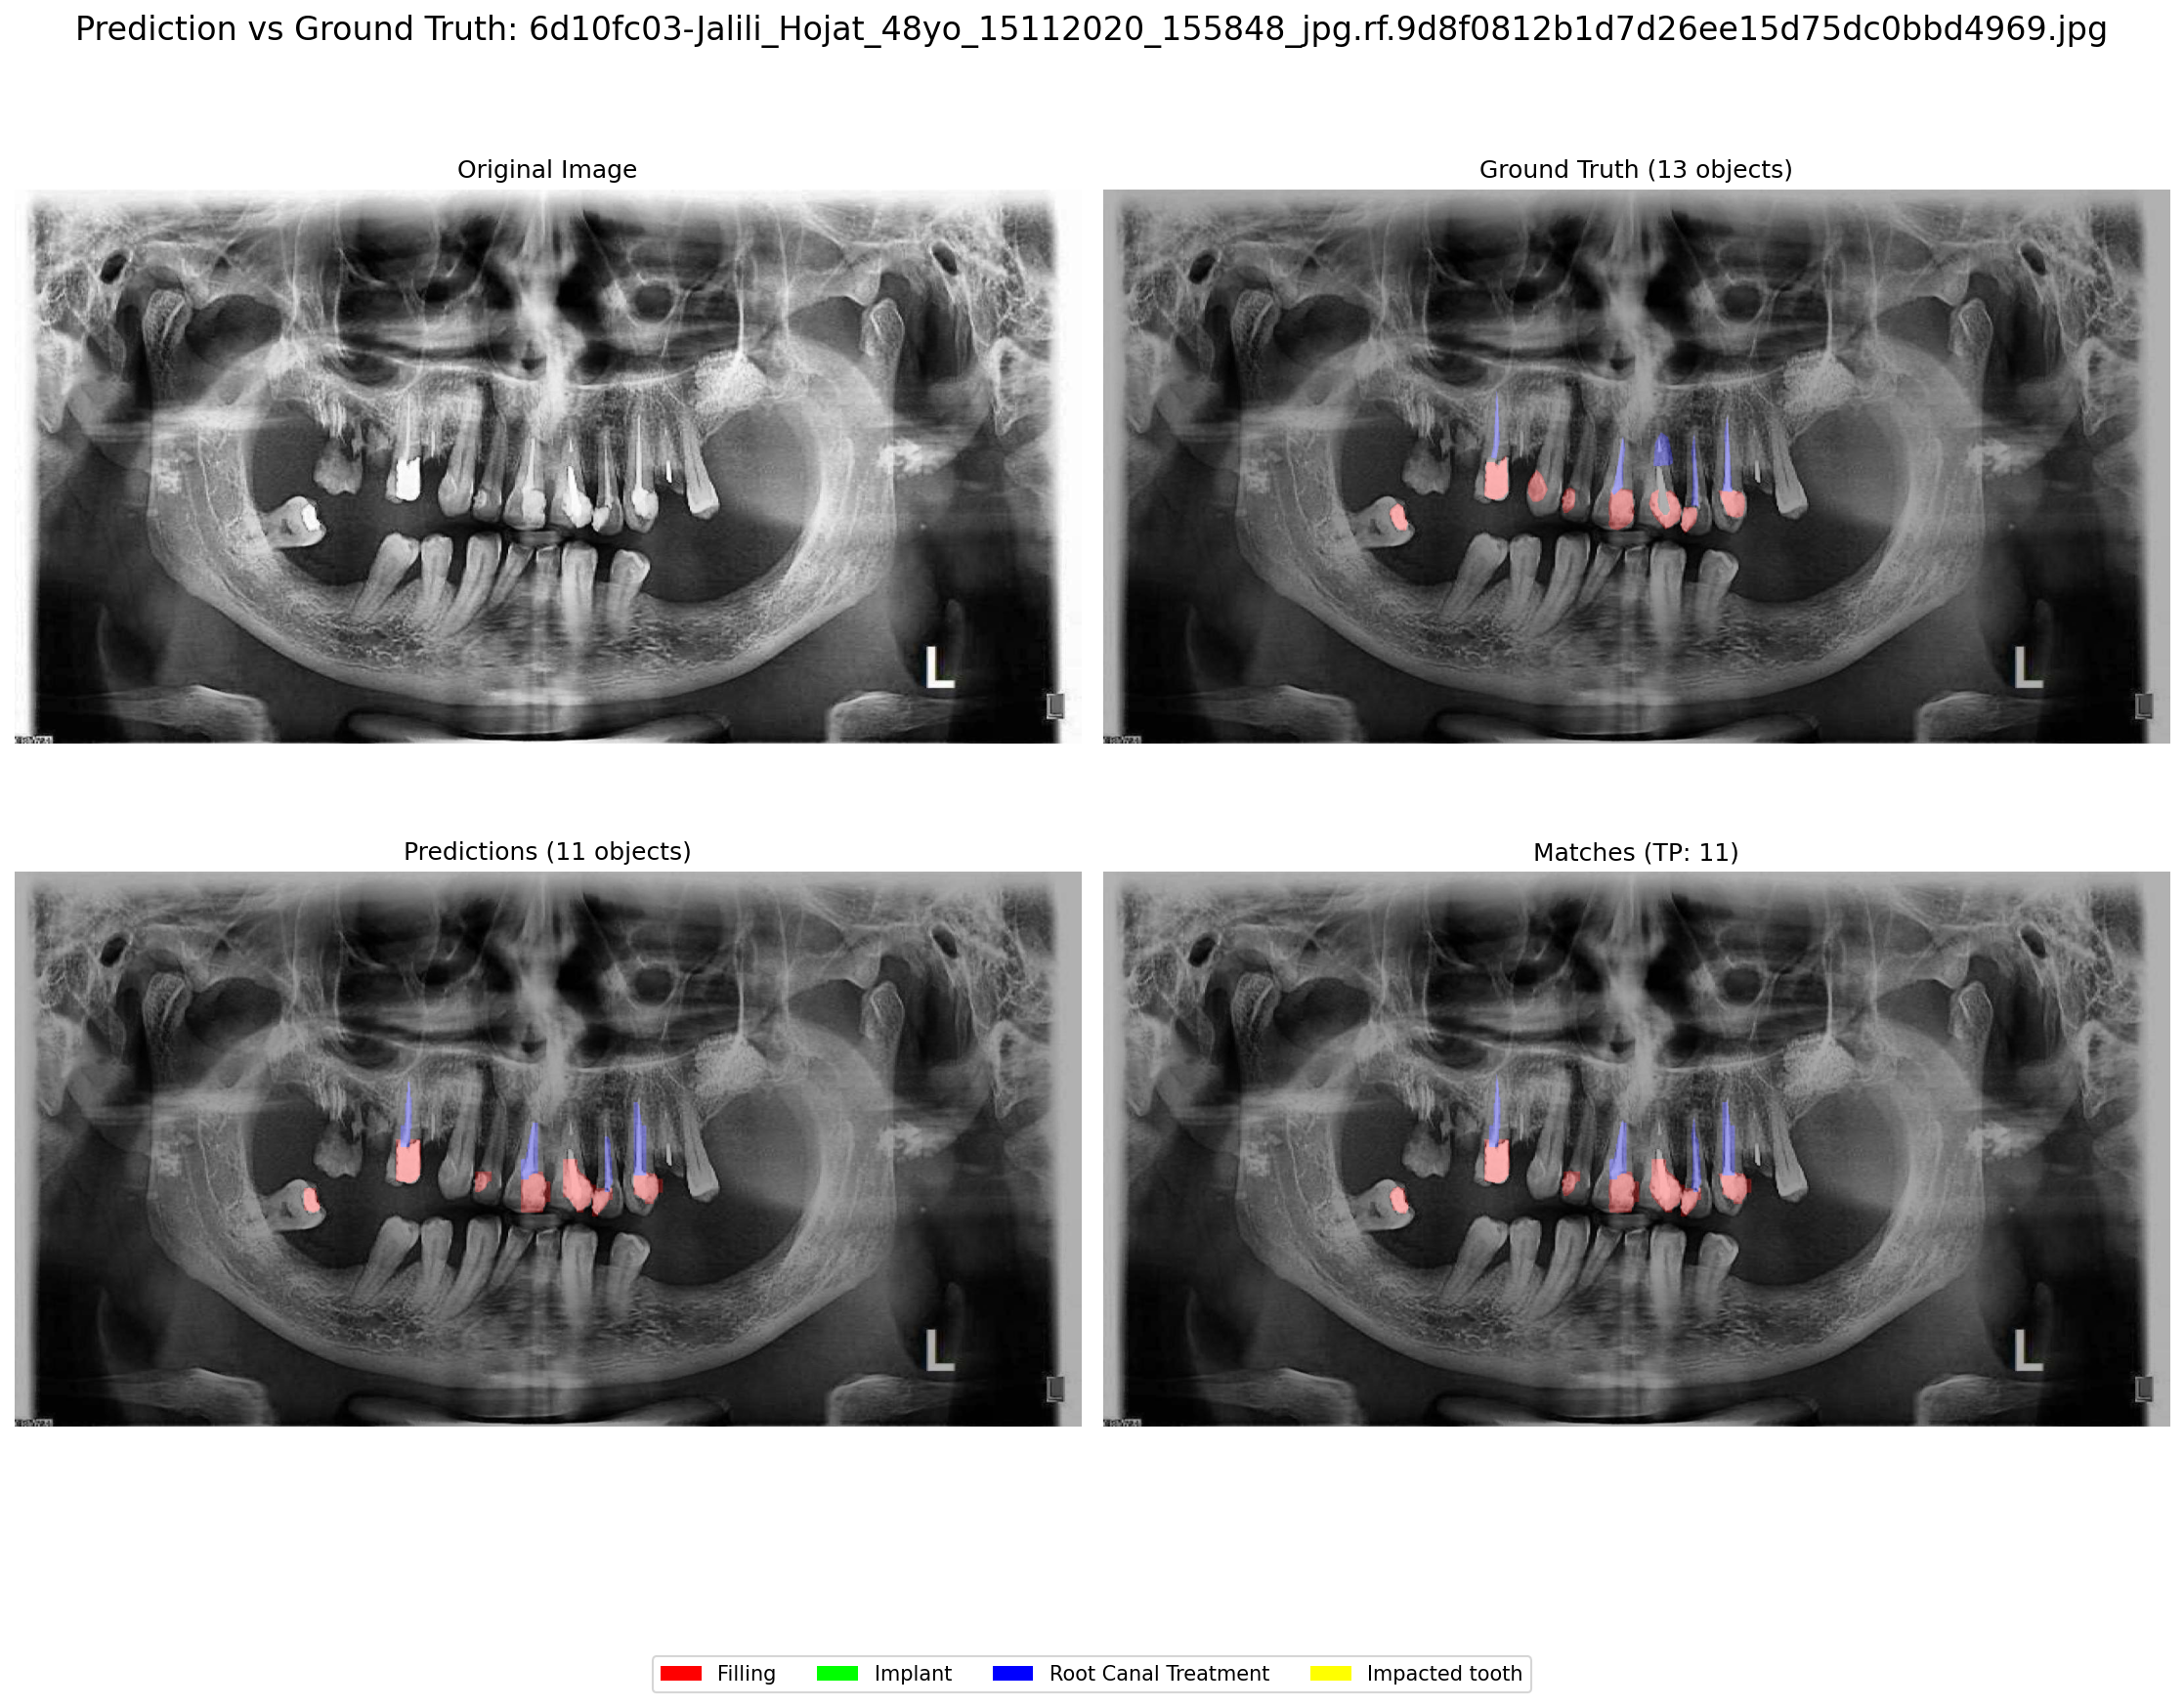 Prediction vs Ground Truth: 6d10fc03-Jalili_Hojat_48yo_15112020_155848_jpg.rf.9d8f0812b1d7d26ee15d75dc0bbd4969.jpg
Original Image
Ground Truth (13 objects)
L
L
Predictions (11 objects)
Matches (TP: 11)
L
L
Filling
Implant
Root Canal Treatment
Impacted tooth